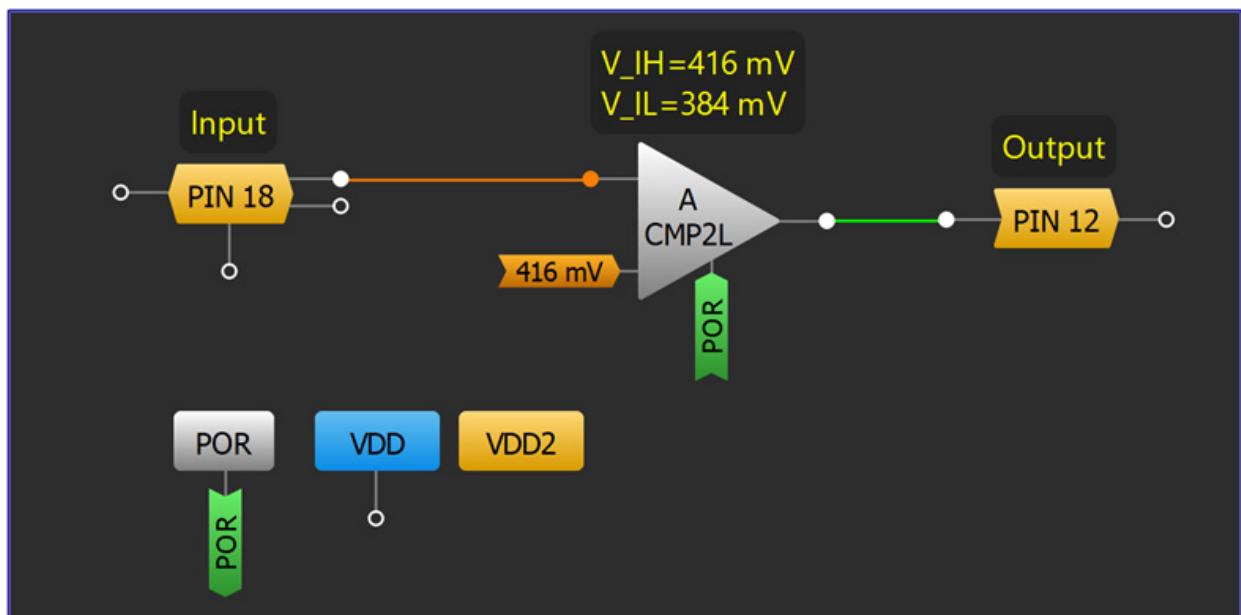 V_IH=416 mV
V_IL=384 mV
Input
Output
PIN 18
A
CMP2L
PIN 12
416 mV
POR
POR
VDD
VDD2
POR